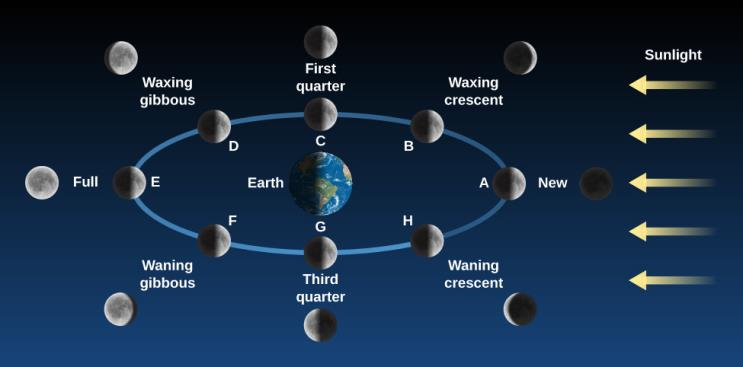 Sunlight
First
quarter
Waxing
gibbous
Waxing
crescent
C
D
B
Full
E
Earth
A
New
F
G
H
Waning
gibbous
Third
quarter
Waning
crescent